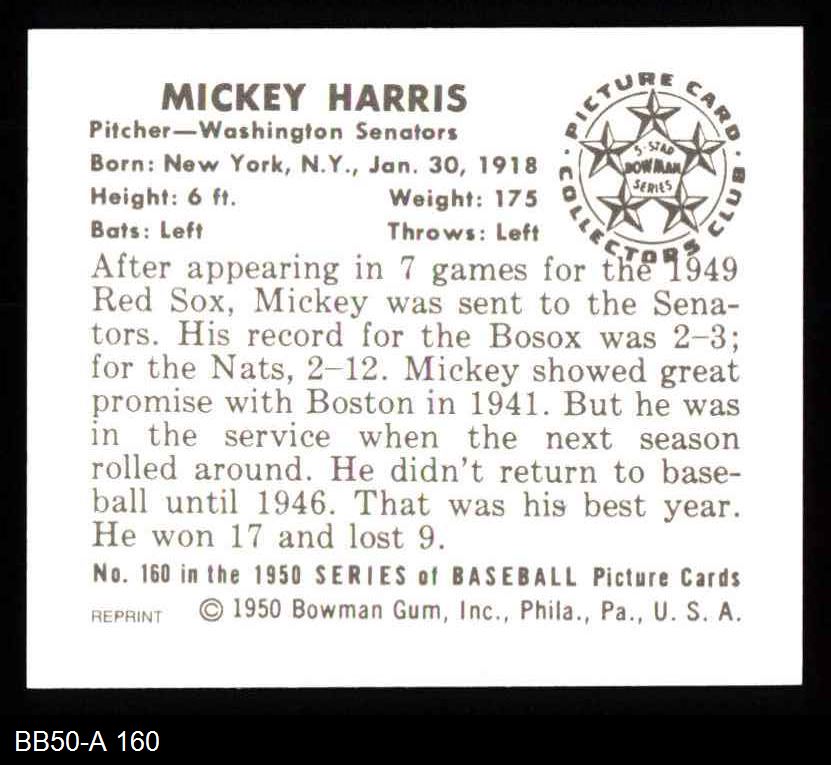 MICKEY HARRIS
Pitcher—Washington Senators
Born: New York, N.Y., Jan. 30, 1918
Height: 6 ft. Weight: 175
Bats: Left Throws: Left
PICTURE CARD COLLECTORS CLUB
5-STAR
BOWMAN
SERIES
After appearing in 7 games for the 1949
Red Sox, Mickey was sent to the Sena-
tors. His record for the Bosox was 2–3;
for the Nats, 2–12. Mickey showed great
promise with Boston in 1941. But he was
in the service when the next season
rolled around. He didn't return to base-
ball until 1946. That was his best year.
He won 17 and lost 9.
No. 160 in the 1950 SERIES of BASEBALL Picture Cards
REPRINT © 1950 Bowman Gum, Inc., Phila., Pa., U. S. A.
BB50-A 160